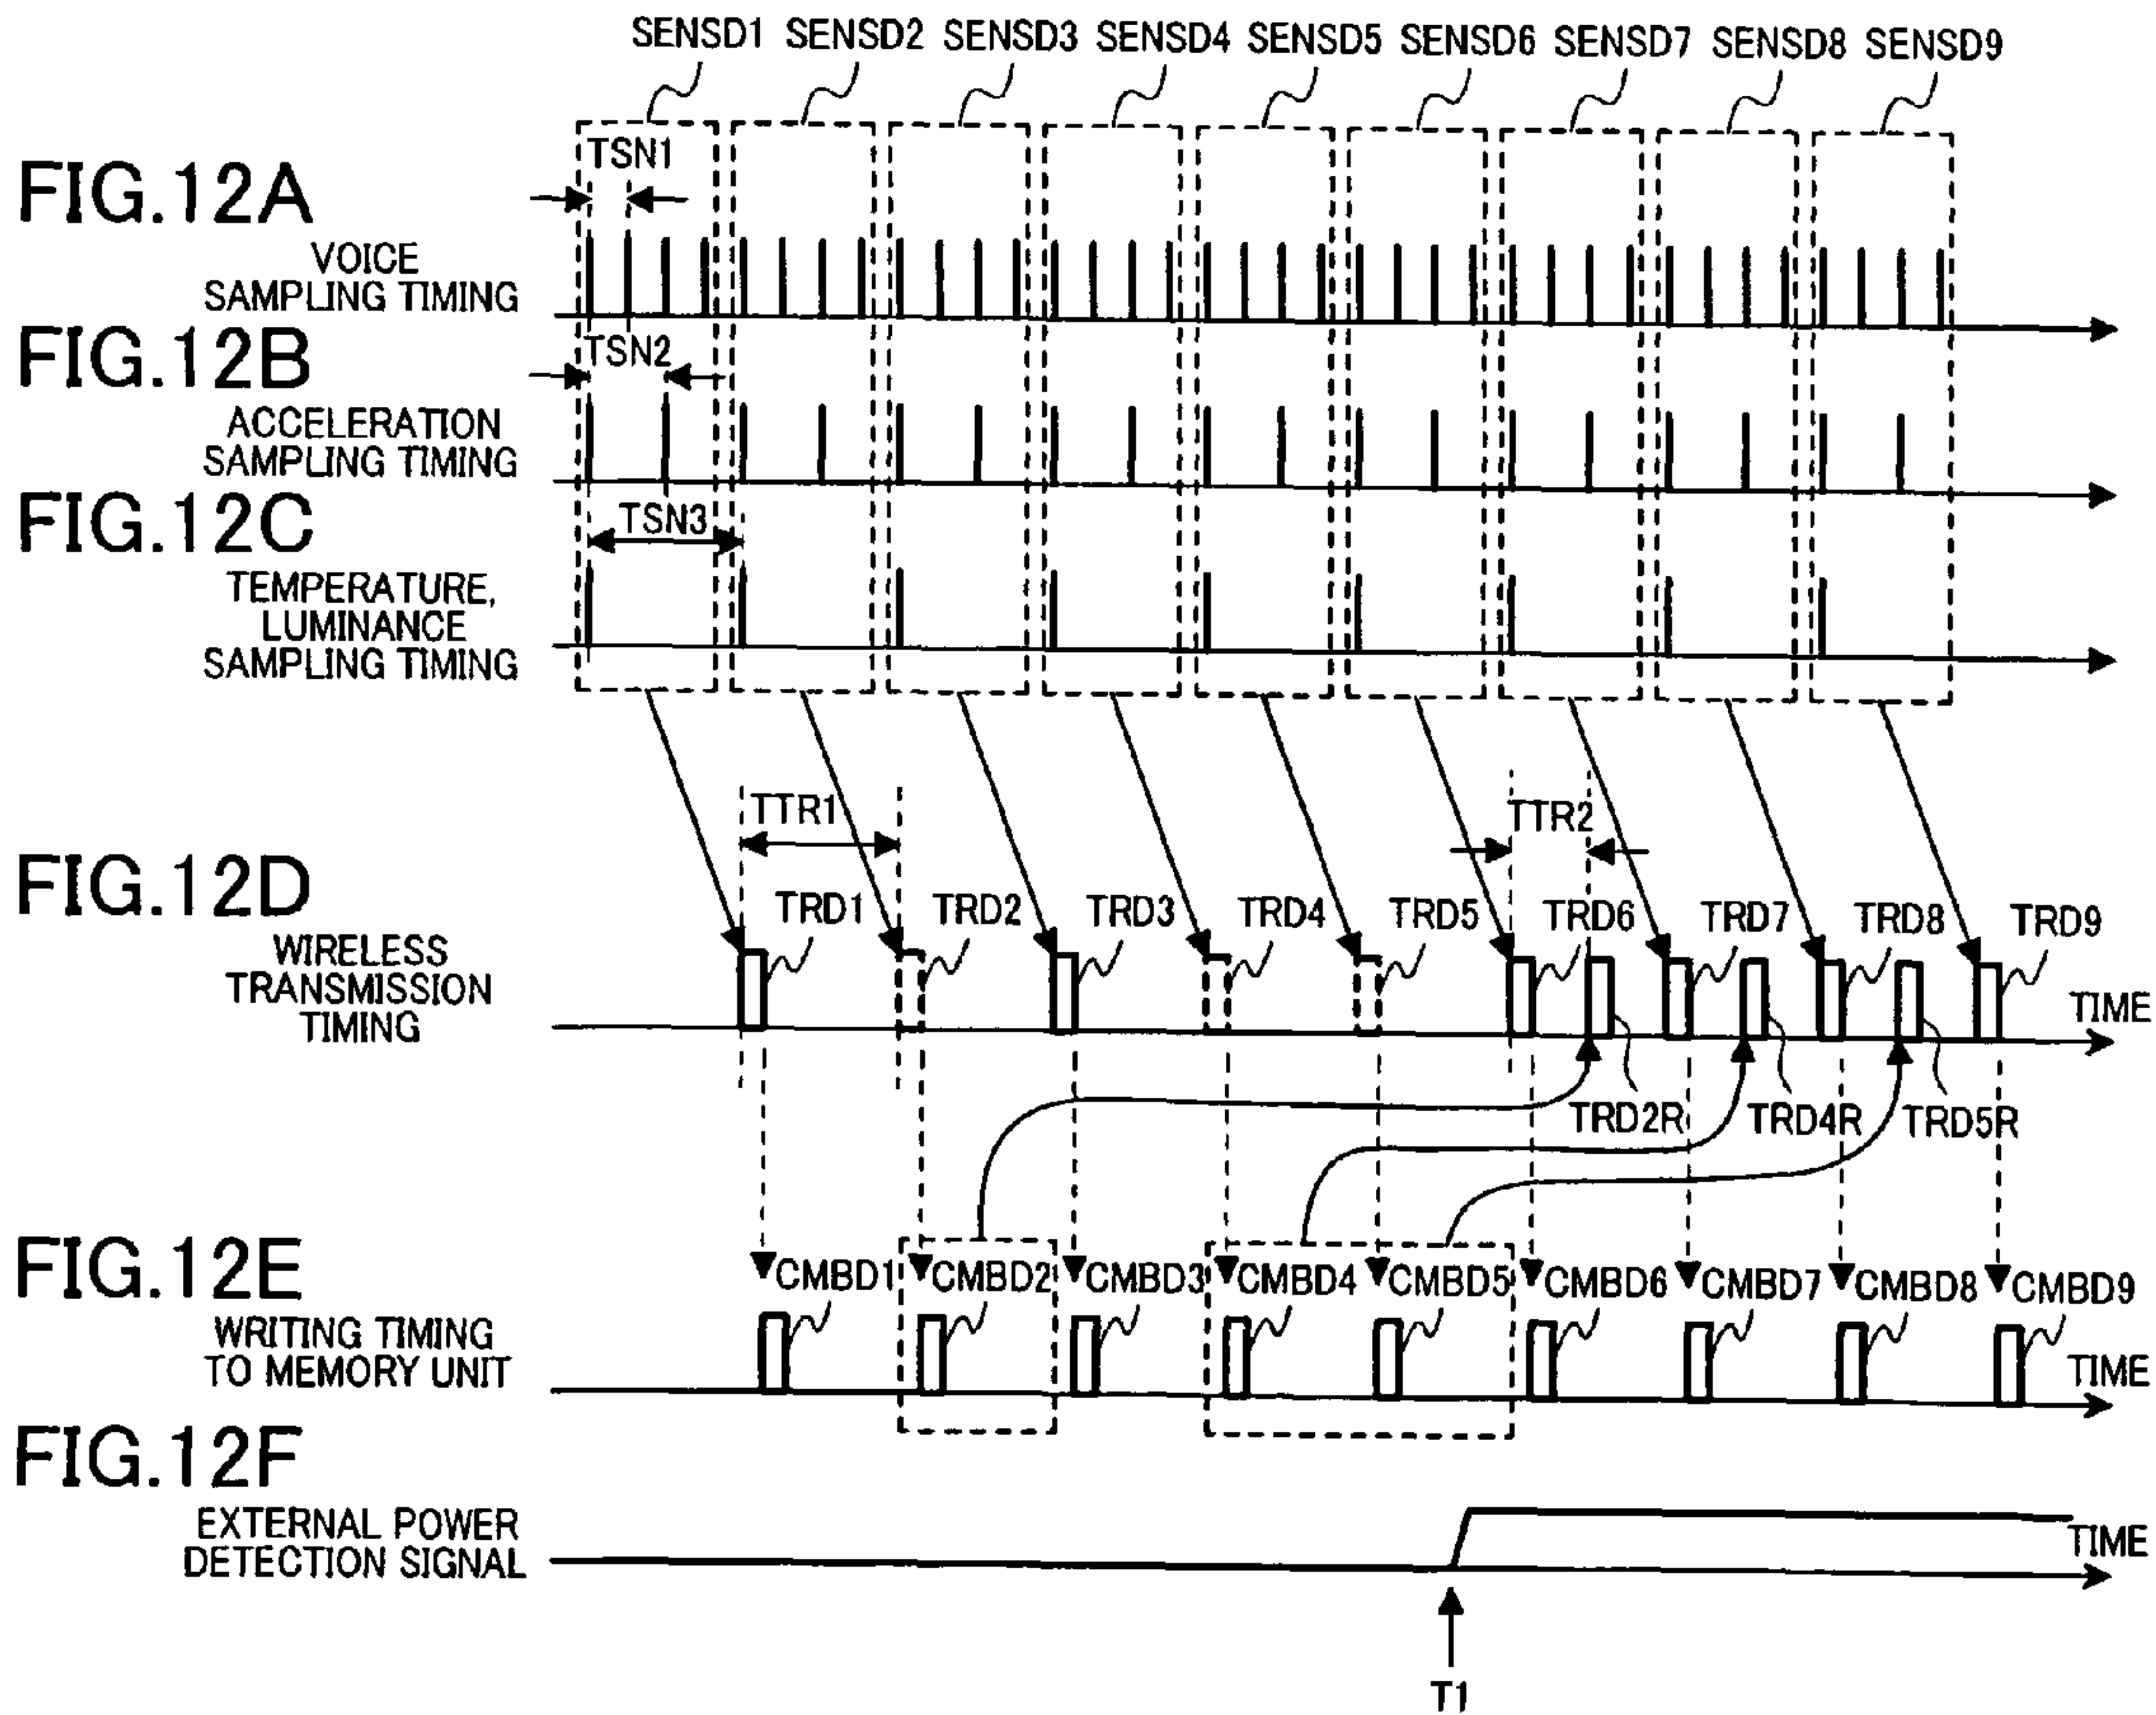 SENSD1 SENSD2 SENSD3 SENSD4 SENSD5 SENSD6 SENSD7 SENSD8 SENSD9
TSN1
FIG.12A
VOICE
SAMPLING TIMING
TSN2
FIG.12B
ACCELERATION
SAMPLING TIMING
TSN3
FIG.12C
TEMPERATURE,
LUMINANCE
SAMPLING TIMING
TTR1 TTR2
FIG.12D
TRD1 TRD2 TRD3 TRD4 TRD5 TRD6 TRD7 TRD8 TRD9
WIRELESS
TRANSMISSION
TIMING
TIME
TRD2R TRD4R TRD5R
FIG.12E
CMBD1 CMBD2 CMBD3 CMBD4 CMBD5 CMBD6 CMBD7 CMBD8 CMBD9
WRITING TIMING
TO MEMORY UNIT
TIME
FIG.12F
EXTERNAL POWER
DETECTION SIGNAL
TIME
T1